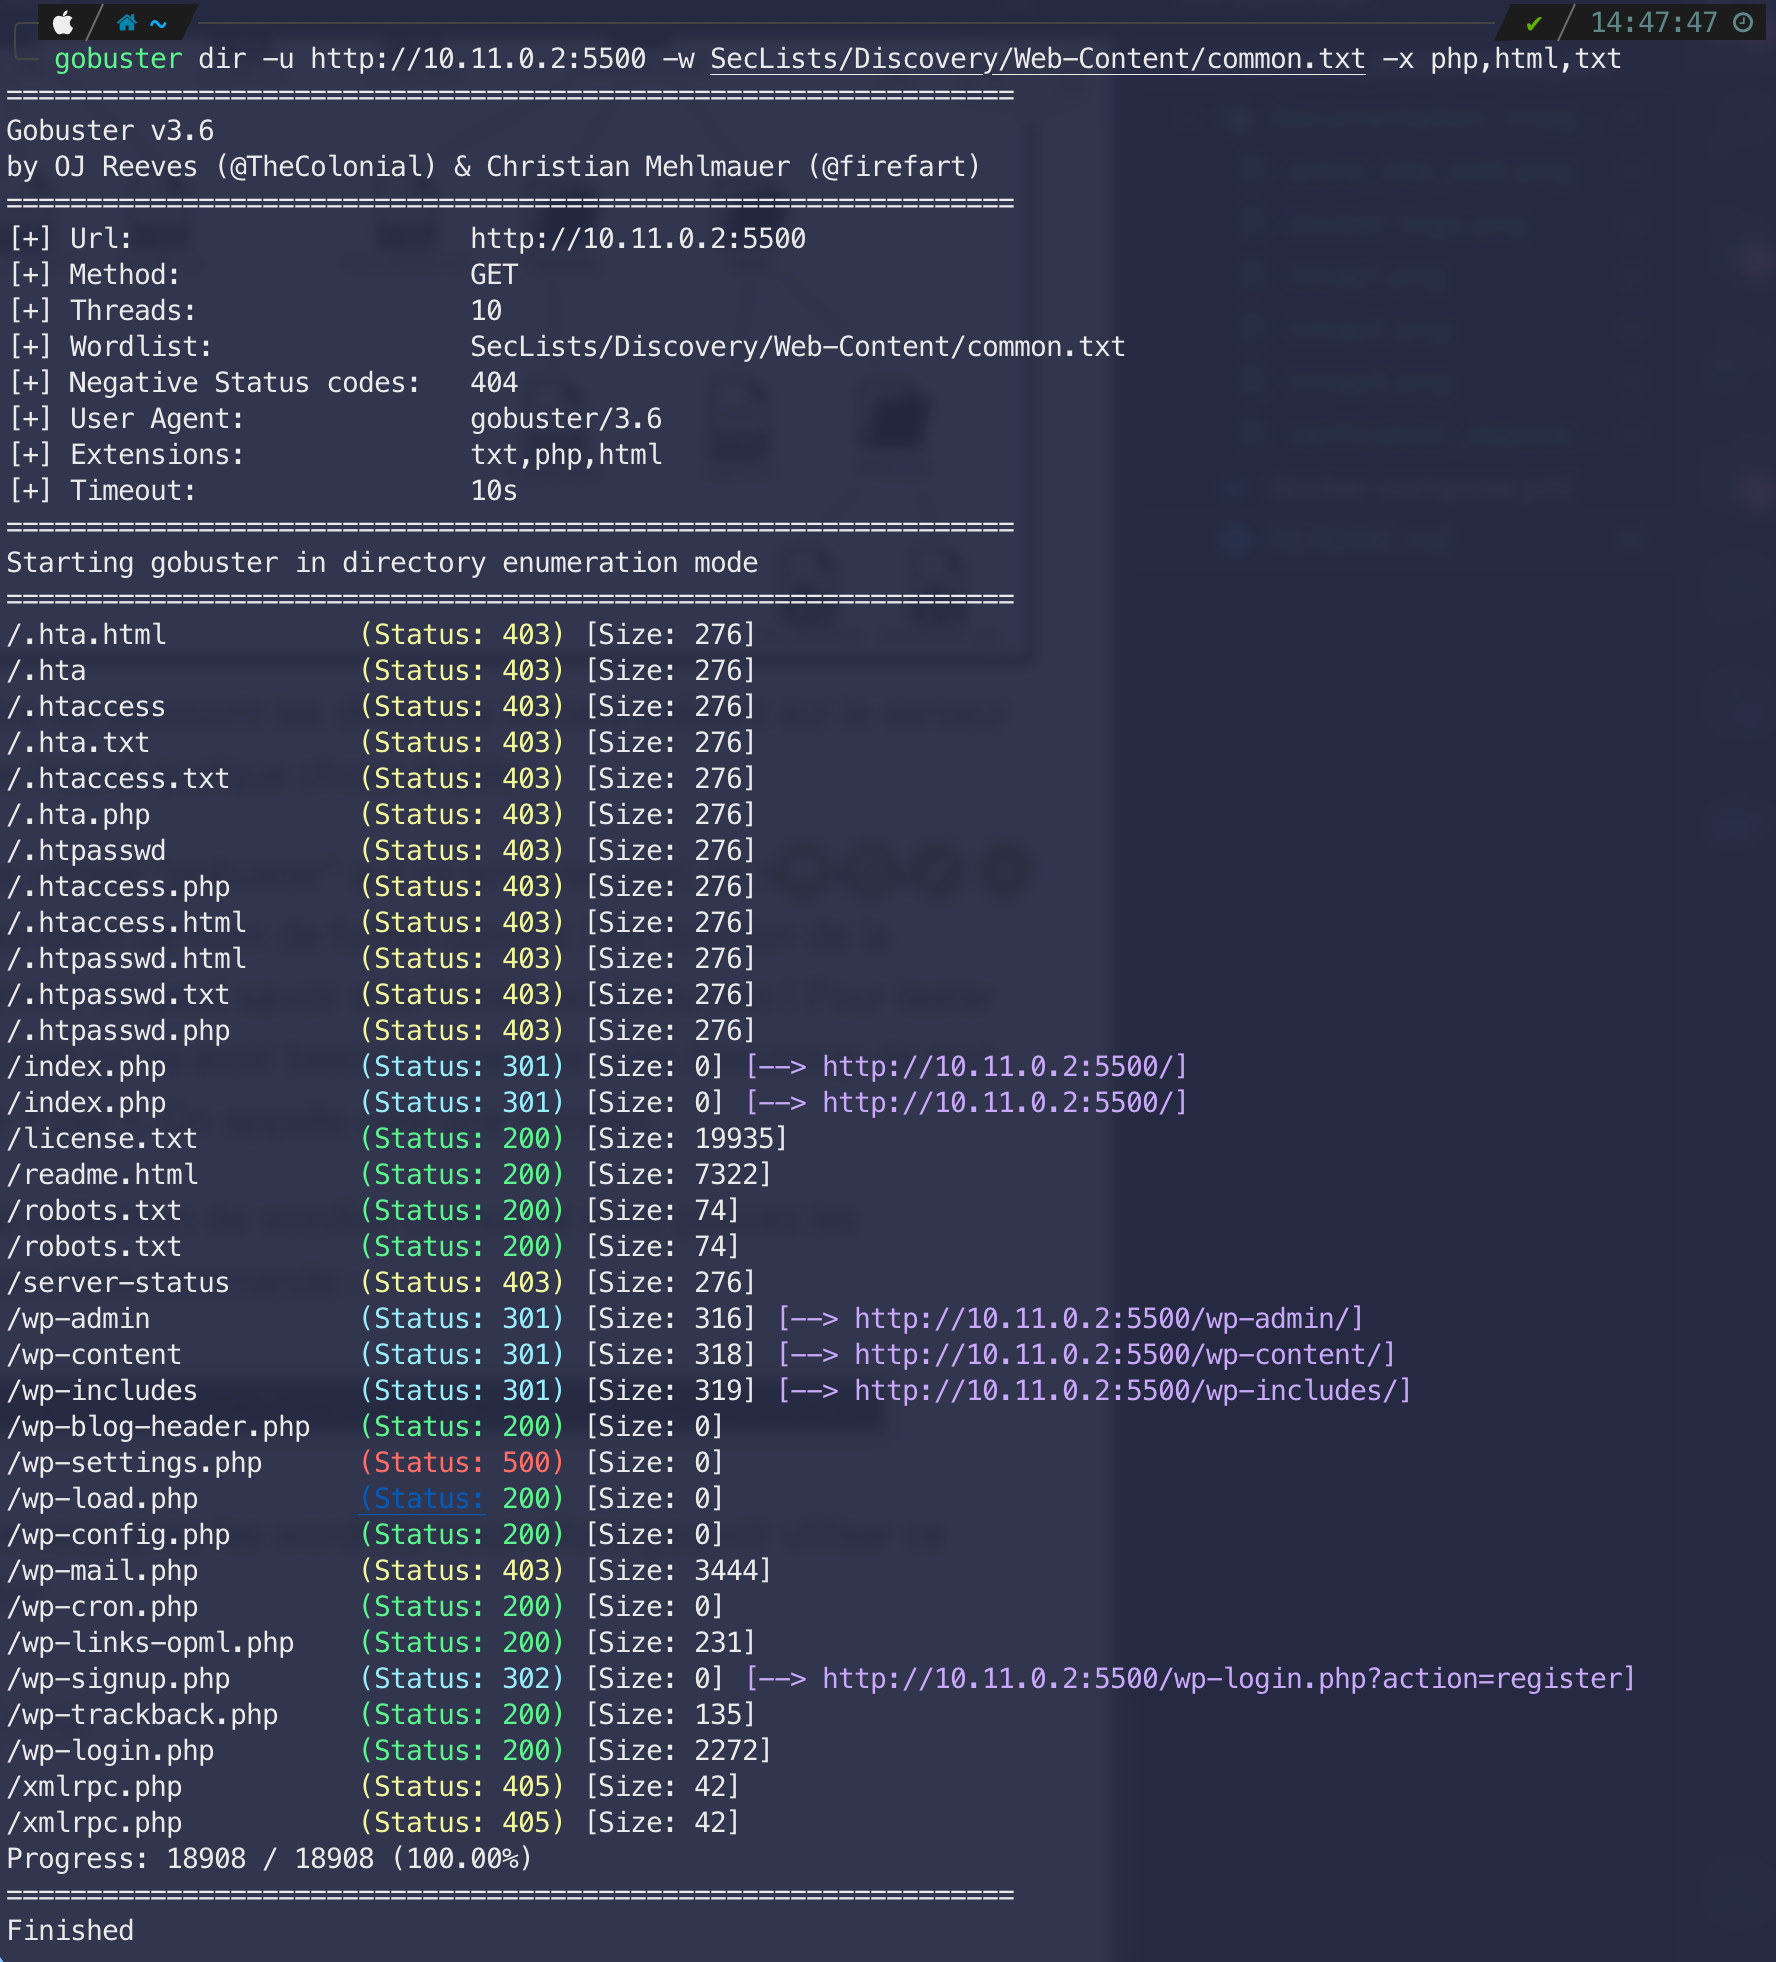 ~ ✔ 14:47:47
gobuster dir -u http://10.11.0.2:5500 -w SecLists/Discovery/Web-Content/common.txt -x php,html,txt
===============================================================
Gobuster v3.6
by OJ Reeves (@TheColonial) & Christian Mehlmauer (@firefart)
===============================================================
[+] Url: http://10.11.0.2:5500
[+] Method: GET
[+] Threads: 10
[+] Wordlist: SecLists/Discovery/Web-Content/common.txt
[+] Negative Status codes: 404
[+] User Agent: gobuster/3.6
[+] Extensions: txt,php,html
[+] Timeout: 10s
===============================================================
Starting gobuster in directory enumeration mode
===============================================================
/.hta.html (Status: 403) [Size: 276]
/.hta (Status: 403) [Size: 276]
/.htaccess (Status: 403) [Size: 276]
/.hta.txt (Status: 403) [Size: 276]
/.htaccess.txt (Status: 403) [Size: 276]
/.hta.php (Status: 403) [Size: 276]
/.htpasswd (Status: 403) [Size: 276]
/.htaccess.php (Status: 403) [Size: 276]
/.htaccess.html (Status: 403) [Size: 276]
/.htpasswd.html (Status: 403) [Size: 276]
/.htpasswd.txt (Status: 403) [Size: 276]
/.htpasswd.php (Status: 403) [Size: 276]
/index.php (Status: 301) [Size: 0] [--> http://10.11.0.2:5500/]
/index.php (Status: 301) [Size: 0] [--> http://10.11.0.2:5500/]
/license.txt (Status: 200) [Size: 19935]
/readme.html (Status: 200) [Size: 7322]
/robots.txt (Status: 200) [Size: 74]
/robots.txt (Status: 200) [Size: 74]
/server-status (Status: 403) [Size: 276]
/wp-admin (Status: 301) [Size: 316] [--> http://10.11.0.2:5500/wp-admin/]
/wp-content (Status: 301) [Size: 318] [--> http://10.11.0.2:5500/wp-content/]
/wp-includes (Status: 301) [Size: 319] [--> http://10.11.0.2:5500/wp-includes/]
/wp-blog-header.php (Status: 200) [Size: 0]
/wp-settings.php (Status: 500) [Size: 0]
/wp-load.php (Status: 200) [Size: 0]
/wp-config.php (Status: 200) [Size: 0]
/wp-mail.php (Status: 403) [Size: 3444]
/wp-cron.php (Status: 200) [Size: 0]
/wp-links-opml.php (Status: 200) [Size: 231]
/wp-signup.php (Status: 302) [Size: 0] [--> http://10.11.0.2:5500/wp-login.php?action=register]
/wp-trackback.php (Status: 200) [Size: 135]
/wp-login.php (Status: 200) [Size: 2272]
/xmlrpc.php (Status: 405) [Size: 42]
/xmlrpc.php (Status: 405) [Size: 42]
Progress: 18908 / 18908 (100.00%)
===============================================================
Finished